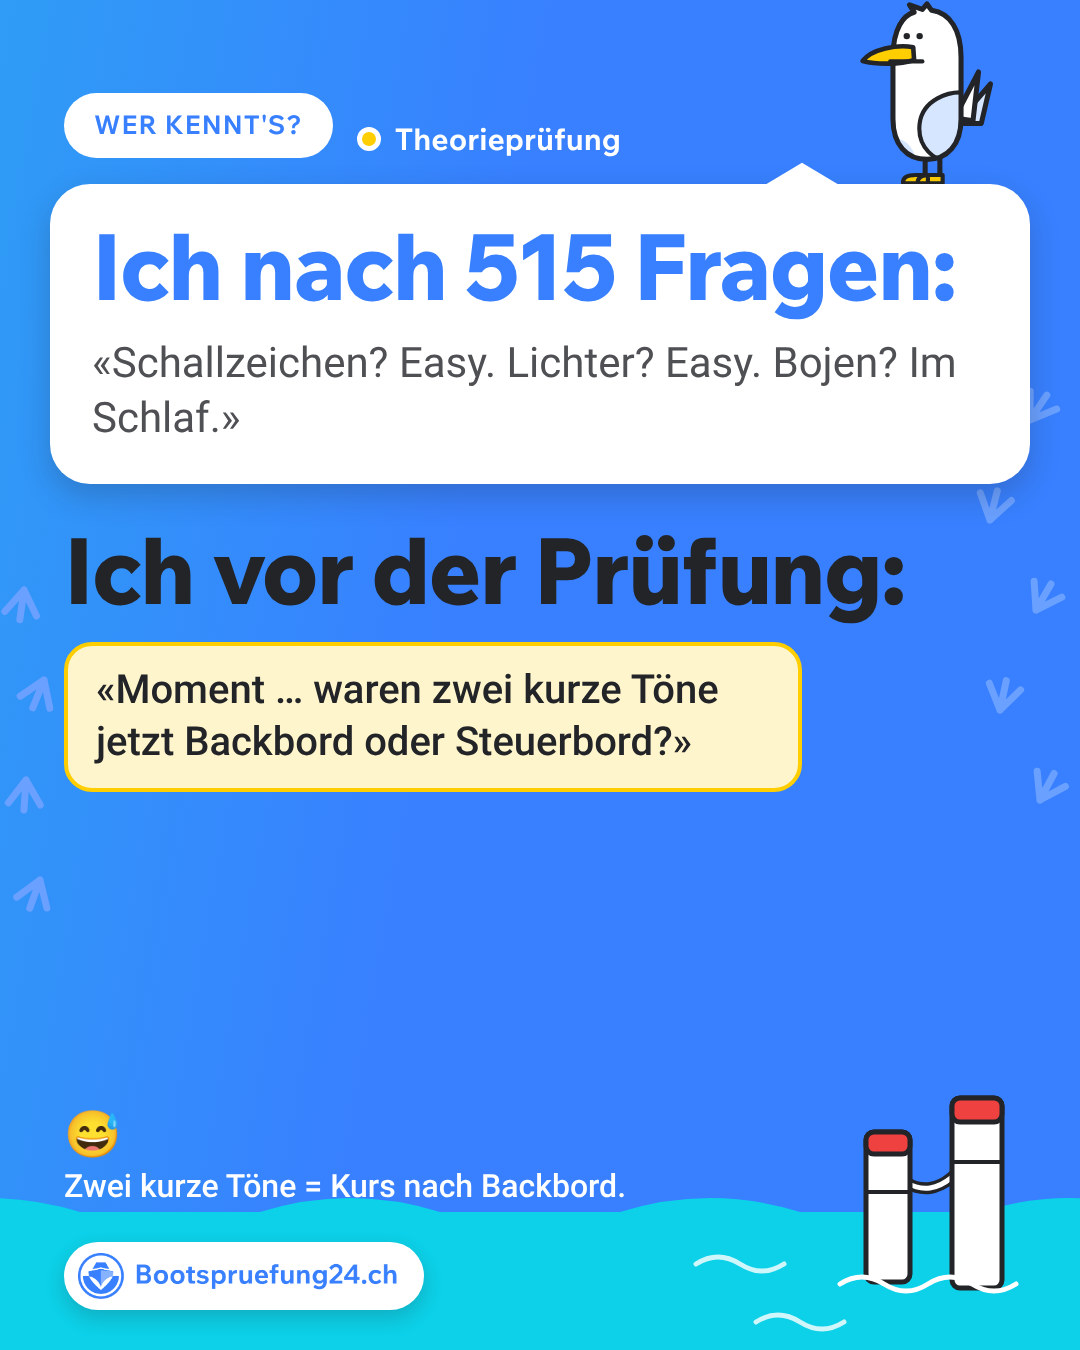 WER KENNT'S?
Theorieprüfung
Ich nach 515 Fragen:
«Schallzeichen? Easy. Lichter? Easy. Bojen? Im
Schlaf.»
Ich vor der Prüfung:
«Moment ... waren zwei kurze Töne
jetzt Backbord oder Steuerbord?»
😅
Zwei kurze Töne = Kurs nach Backbord.
Bootspruefung24.ch